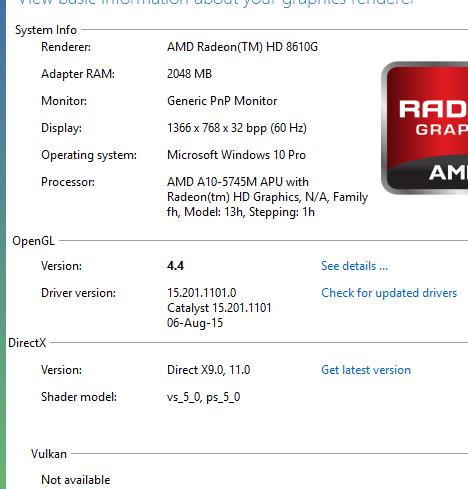 View basic information about your graphics renderer
System Info
Renderer: AMD Radeon(TM) HD 8610G
Adapter RAM: 2048 MB
Monitor: Generic PnP Monitor
Display: 1366 x 768 x 32 bpp (60 Hz)
Operating system: Microsoft Windows 10 Pro
Processor: AMD A10-5745M APU with
Radeon(tm) HD Graphics, N/A, Family
fh, Model: 13h, Stepping: 1h
RAD
GRAP
AM
OpenGL
Version: 4.4 See details ...
Driver version: 15.201.1101.0 Check for updated drivers
Catalyst 15.201.1101
06-Aug-15
DirectX
Version: Direct X9.0, 11.0 Get latest version
Shader model: vs_5_0, ps_5_0
Vulkan
Not available